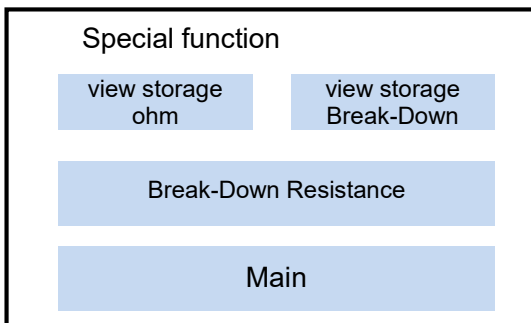 Special function
view storage
ohm
view storage
Break-Down
Break-Down Resistance
Main